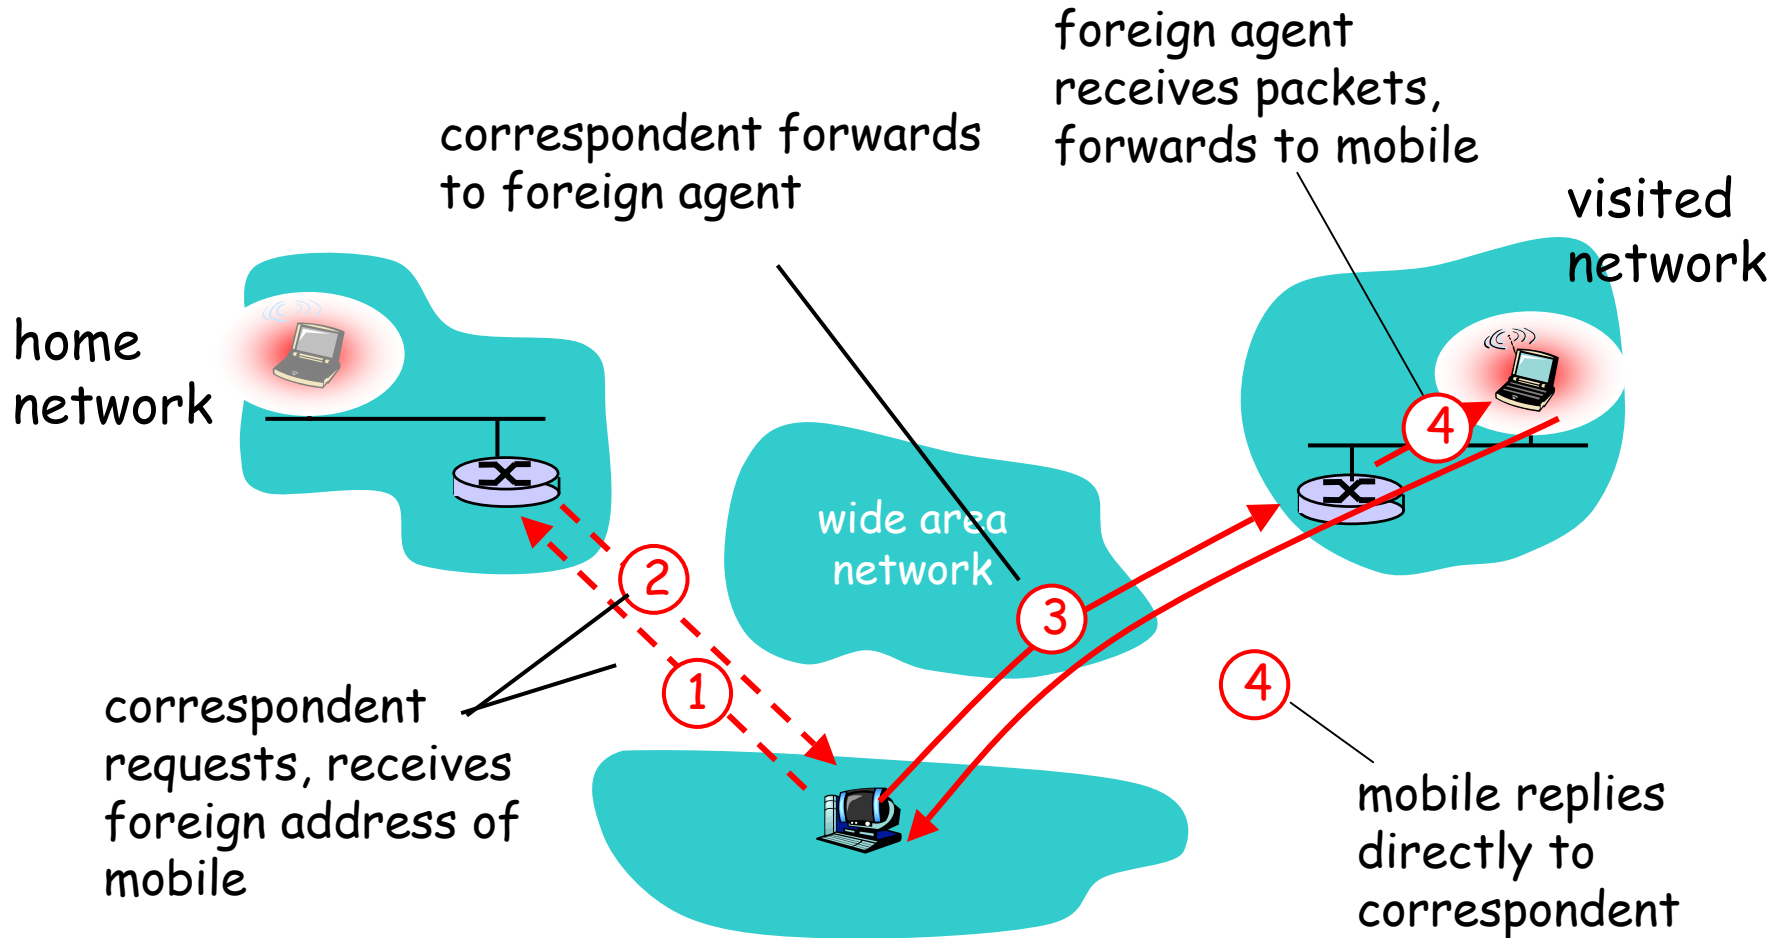 foreign agent
receives packets,
forwards to mobile
correspondent forwards
to foreign agent
visited
network
home
network
4
wide area
network
2
3
1
4
correspondent
requests, receives
foreign address of
mobile
mobile replies
directly to
correspondent